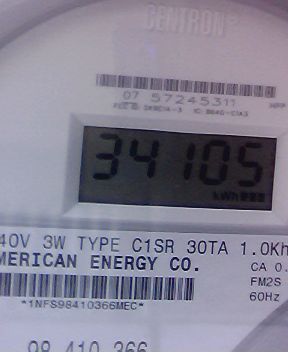 CENTRON®
07 57245311
34105
kWh
40V 3W TYPE C1SR 30TA 1.0Kh
MERICAN ENERGY CO.
CA 0.
FM2S
*1NFS98410366MEC*
60Hz
98 410 366